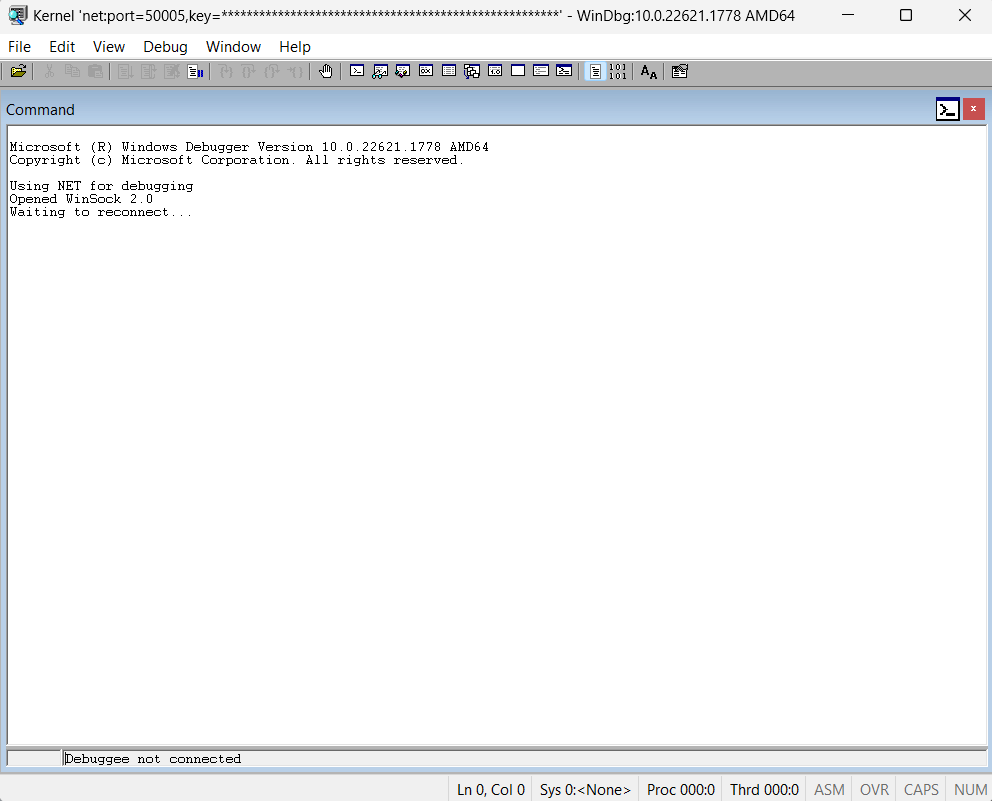 Kernel 'net:port=50005,key=******************************************************' - WinDbg:10.0.22621.1778 AMD64
File Edit View Debug Window Help
101
101
AA
Command
Microsoft (R) Windows Debugger Version 10.0.22621.1778 AMD64
Copyright (c) Microsoft Corporation. All rights reserved.
Using NET for debugging
Opened WinSock 2.0
Waiting to reconnect...
Debuggee not connected
Ln 0, Col 0 Sys 0:<None> Proc 000:0 Thrd 000:0 ASM OVR CAPS NUM